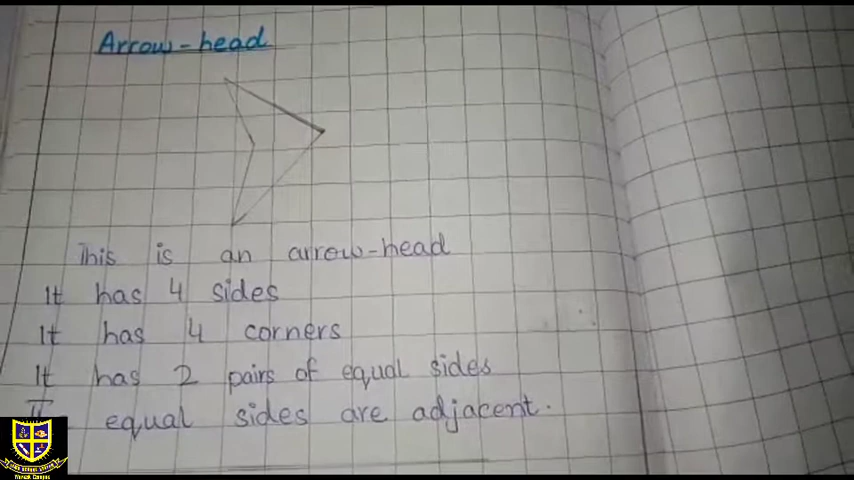 Arrow-head
This is an arrow-head
It has 4 sides
It has 4 corners
It has 2 pairs of equal sides
equal sides are adjacent.